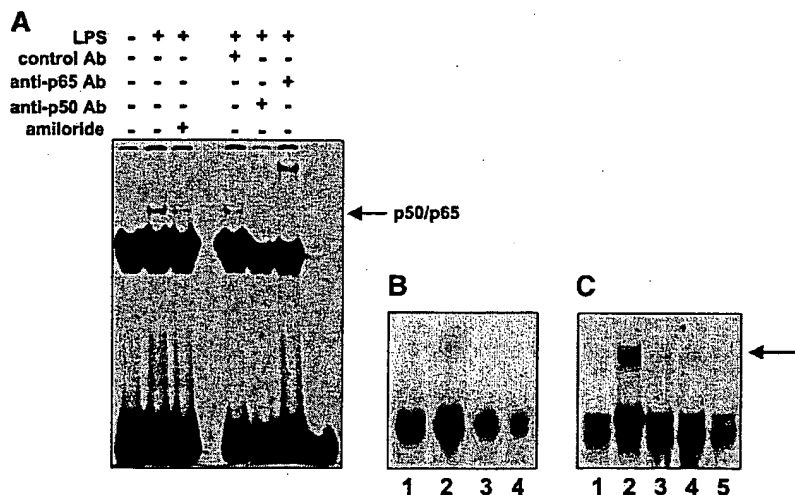 A
LPS - + + + + +
control Ab - - - + - -
anti-p65 Ab - - - - - +
anti-p50 Ab - - - - + -
amiloride - - + - - -
p50/p65
B
C
1 2 3 4
1 2 3 4 5